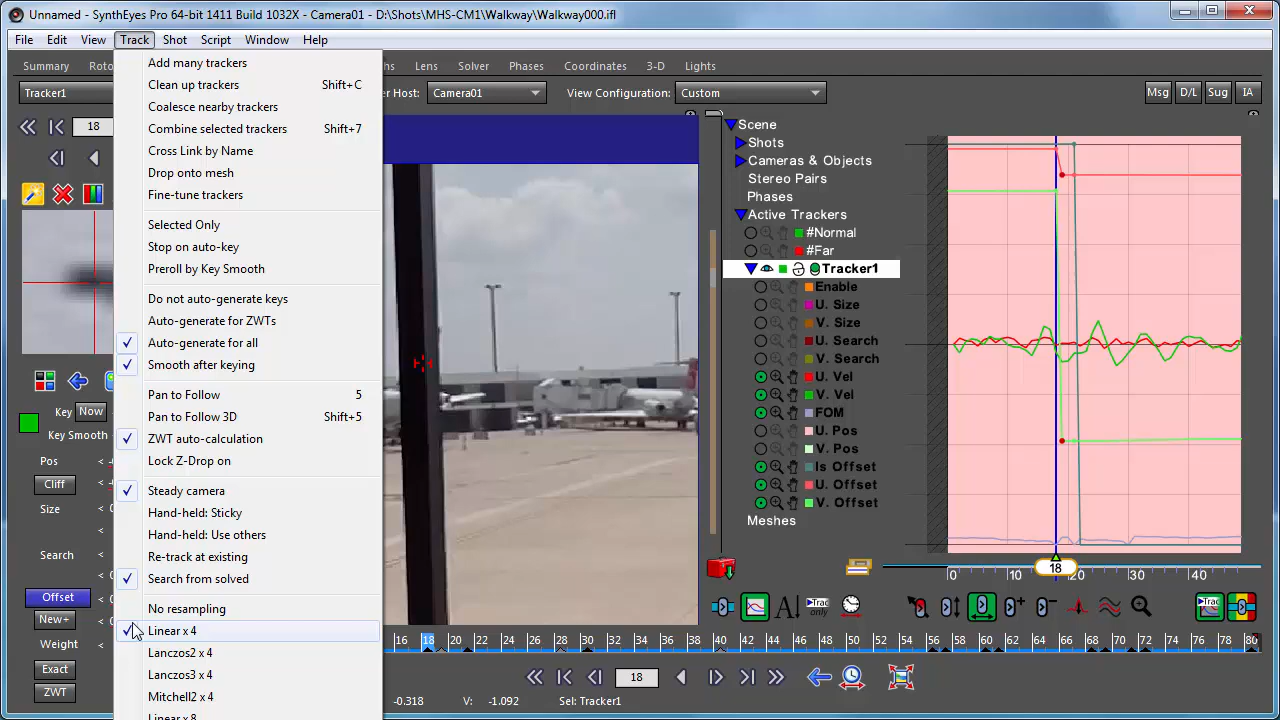 Unnamed - SynthEyes Pro 64-bit 1411 Build 1032X - Camera01 - D:\Shots\MHS-CM1\Walkway\Walkway000.ifl
File Edit View Track Shot Script Window Help
Summary Roto Lens Solver Phases Coordinates 3-D Lights
Tracker1 er Host: Camera01 View Configuration: Custom Msg D/L Sug IA
18
Key Now
Key Smooth
Pos
Cliff
Size
Search
Offset
New+
Weight
Exact
ZWT
Add many trackers
Clean up trackers Shift+C
Coalesce nearby trackers
Combine selected trackers Shift+7
Cross Link by Name
Drop onto mesh
Fine-tune trackers
Selected Only
Stop on auto-key
Preroll by Key Smooth
Do not auto-generate keys
Auto-generate for ZWTs
Auto-generate for all
Smooth after keying
Pan to Follow 5
Pan to Follow 3D Shift+5
ZWT auto-calculation
Lock Z-Drop on
Steady camera
Hand-held: Sticky
Hand-held: Use others
Re-track at existing
Search from solved
No resampling
Linear x 4
Lanczos2 x 4
Lanczos3 x 4
Mitchell2 x 4
Linear x 8
Scene
Shots
Cameras & Objects
Stereo Pairs
Phases
Active Trackers
#Normal
#Far
Tracker1
Enable
U. Size
V. Size
U. Search
V. Search
U. Vel
V. Vel
FOM
U. Pos
V. Pos
Is Offset
U. Offset
V. Offset
Meshes
0 10 18 20 30 40
A Trac only Trac
16 18 20 22 24 26 28 30 32 34 36 38 40 42 44 46 48 50 52 54 56 58 60 62 64 66 68 70 72 74 76 78 80
18
-0.318 V: -1.092 Sel: Tracker1